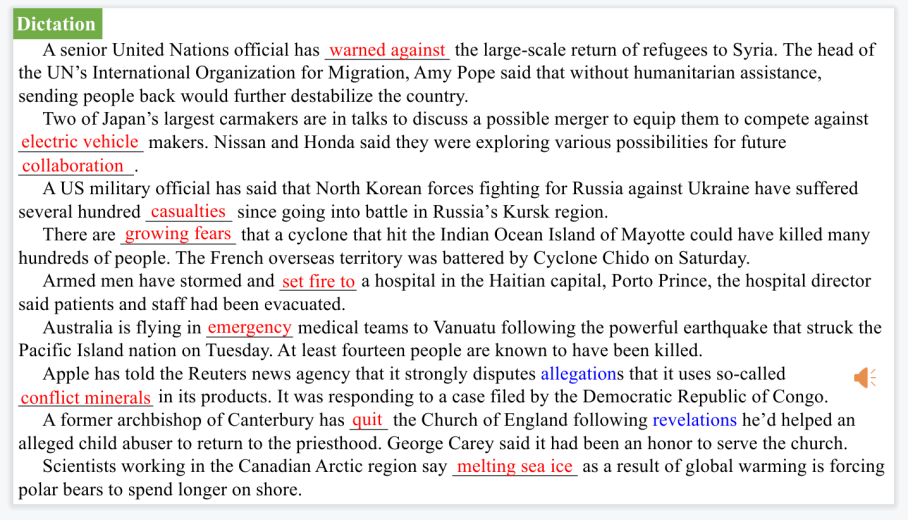 Dictation
A senior United Nations official has warned against the large-scale return of refugees to Syria. The head of
the UN’s International Organization for Migration, Amy Pope said that without humanitarian assistance,
sending people back would further destabilize the country.
Two of Japan’s largest carmakers are in talks to discuss a possible merger to equip them to compete against
electric vehicle makers. Nissan and Honda said they were exploring various possibilities for future
collaboration .
A US military official has said that North Korean forces fighting for Russia against Ukraine have suffered
several hundred casualties since going into battle in Russia’s Kursk region.
There are growing fears that a cyclone that hit the Indian Ocean Island of Mayotte could have killed many
hundreds of people. The French overseas territory was battered by Cyclone Chido on Saturday.
Armed men have stormed and set fire to a hospital in the Haitian capital, Porto Prince, the hospital director
said patients and staff had been evacuated.
Australia is flying in emergency medical teams to Vanuatu following the powerful earthquake that struck the
Pacific Island nation on Tuesday. At least fourteen people are known to have been killed.
Apple has told the Reuters news agency that it strongly disputes allegations that it uses so-called
conflict minerals in its products. It was responding to a case filed by the Democratic Republic of Congo.
A former archbishop of Canterbury has quit the Church of England following revelations he’d helped an
alleged child abuser to return to the priesthood. George Carey said it had been an honor to serve the church.
Scientists working in the Canadian Arctic region say melting sea ice as a result of global warming is forcing
polar bears to spend longer on shore.